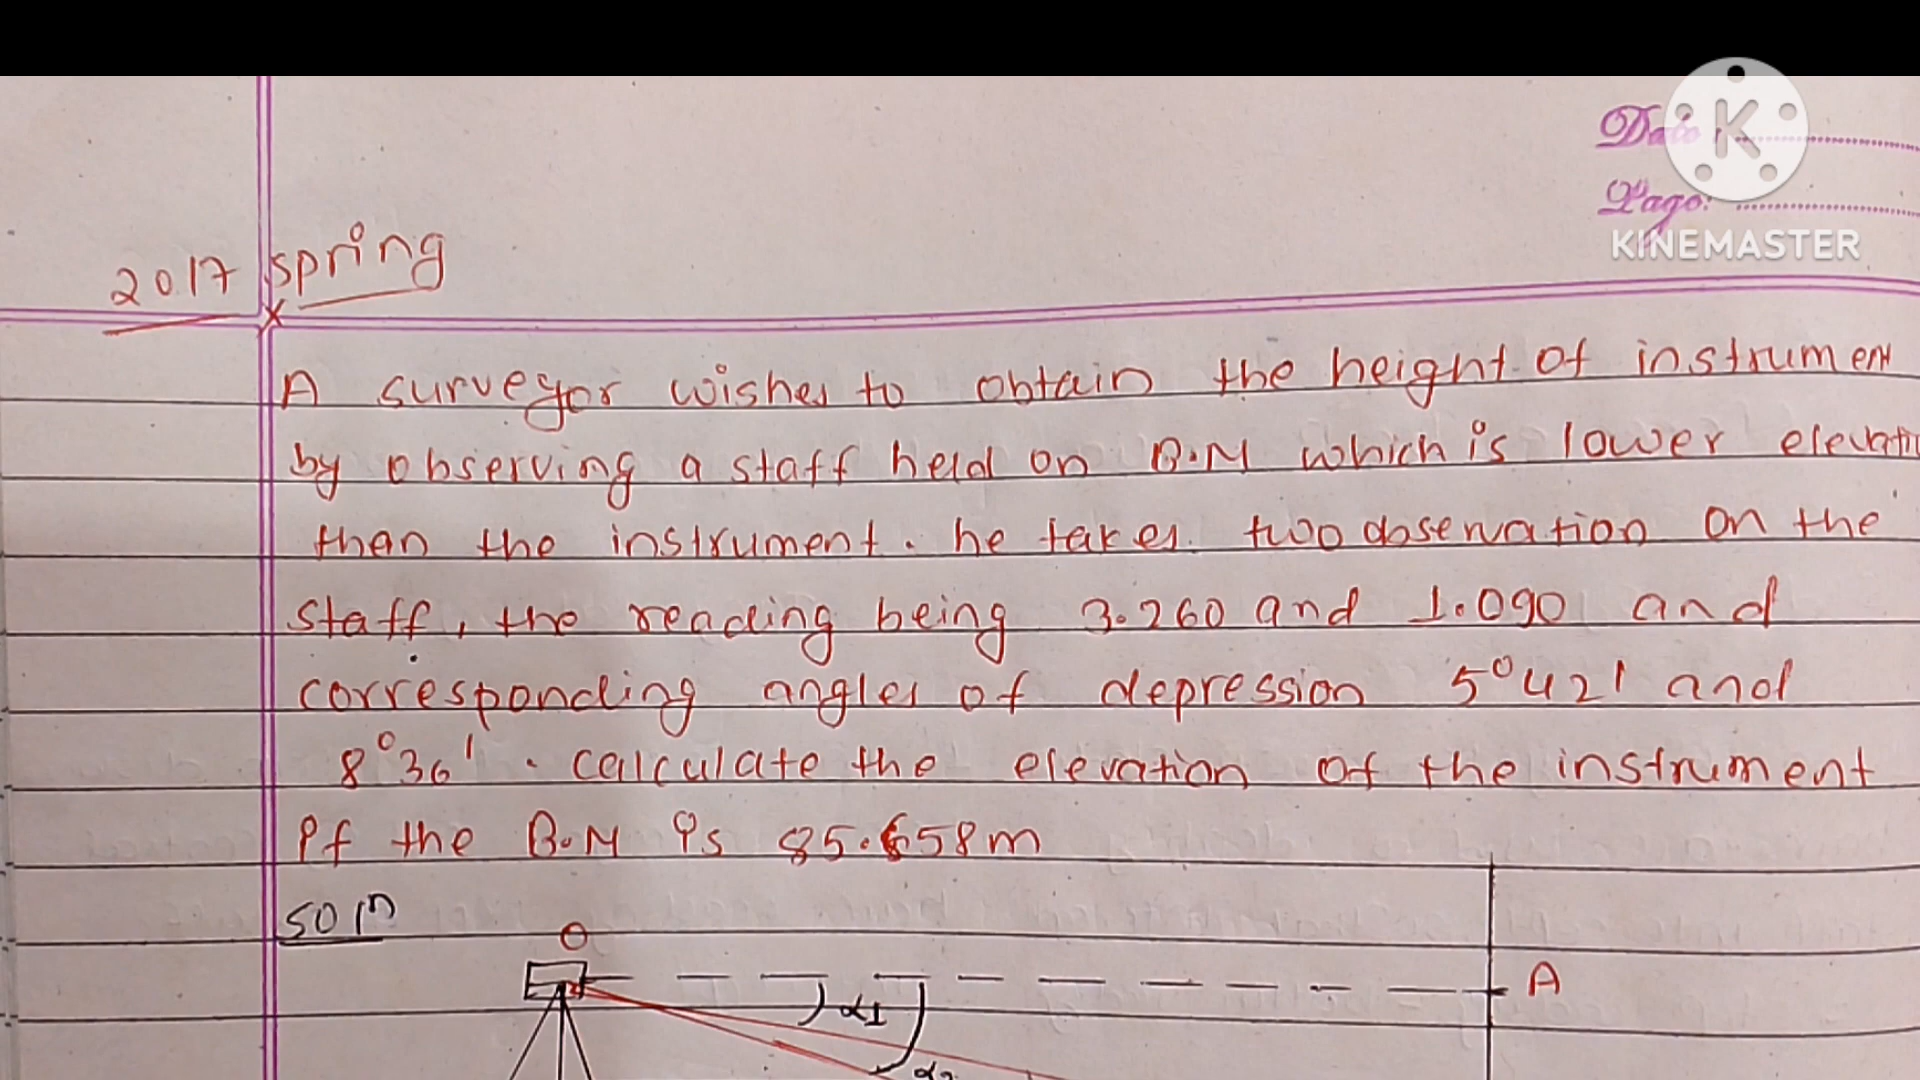 Date:
Page:
KINEMASTER
2017 spring
A surveyor wishes to obtain the height of instrument
by observing a staff held on B.M which is lower elevatio
then the instrument. he takes two observation on the
staff, the reading being 3.260 and 1.090 and
corresponding angles of depression 5°42' and
8°36'. calculate the elevation of the instrument
if the B.M is 85.658m
soln
O
A
α1
α2